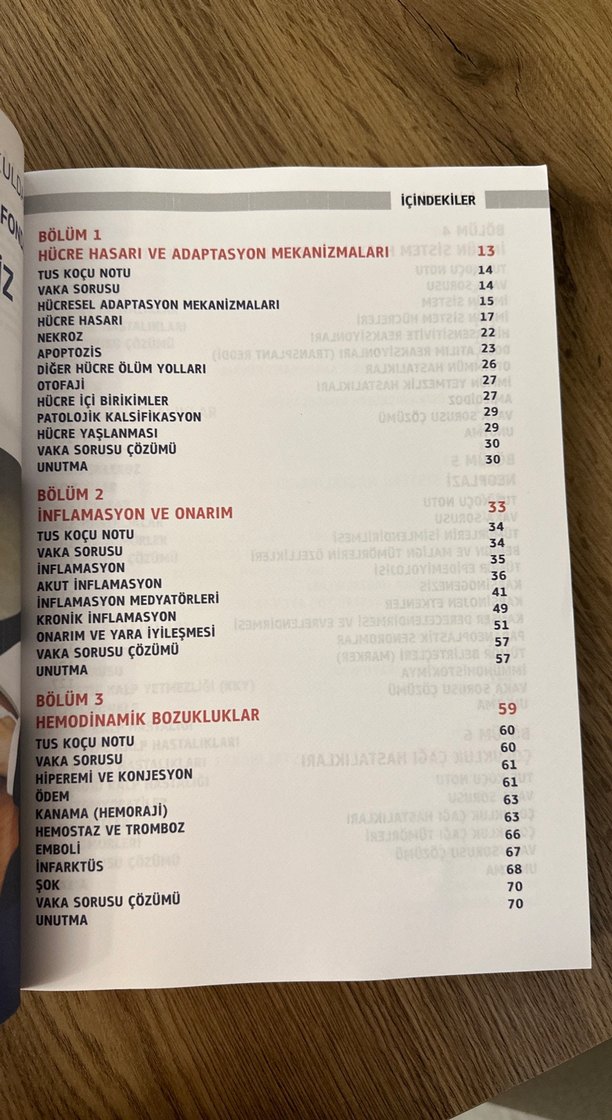 İÇİNDEKİLER
BÖLÜM 1
HÜCRE HASARI VE ADAPTASYON MEKANİZMALARI 13
TUS KOÇU NOTU 14
VAKA SORUSU 14
HÜCRESEL ADAPTASYON MEKANİZMALARI 15
HÜCRE HASARI 17
NEKROZ 22
APOPTOZİS 23
DİĞER HÜCRE ÖLÜM YOLLARI 26
OTOFAJİ 27
HÜCRE İÇİ BİRİKİMLER 27
PATOLOJİK KALSİFİKASYON 29
HÜCRE YAŞLANMASI 29
VAKA SORUSU ÇÖZÜMÜ 30
UNUTMA 30
BÖLÜM 2
İNFLAMASYON VE ONARIM 33
TUS KOÇU NOTU 34
VAKA SORUSU 34
İNFLAMASYON 35
AKUT İNFLAMASYON 36
İNFLAMASYON MEDYATÖRLERİ 41
KRONİK İNFLAMASYON 49
ONARIM VE YARA İYİLEŞMESİ 51
VAKA SORUSU ÇÖZÜMÜ 57
UNUTMA 57
BÖLÜM 3
HEMODİNAMİK BOZUKLUKLAR 59
TUS KOÇU NOTU 60
VAKA SORUSU 60
HİPEREMİ VE KONJESYON 61
ÖDEM 61
KANAMA (HEMORAJİ) 63
HEMOSTAZ VE TROMBOZ 63
EMBOLİ 66
İNFARKTÜS 67
ŞOK 68
VAKA SORUSU ÇÖZÜMÜ 70
UNUTMA 70